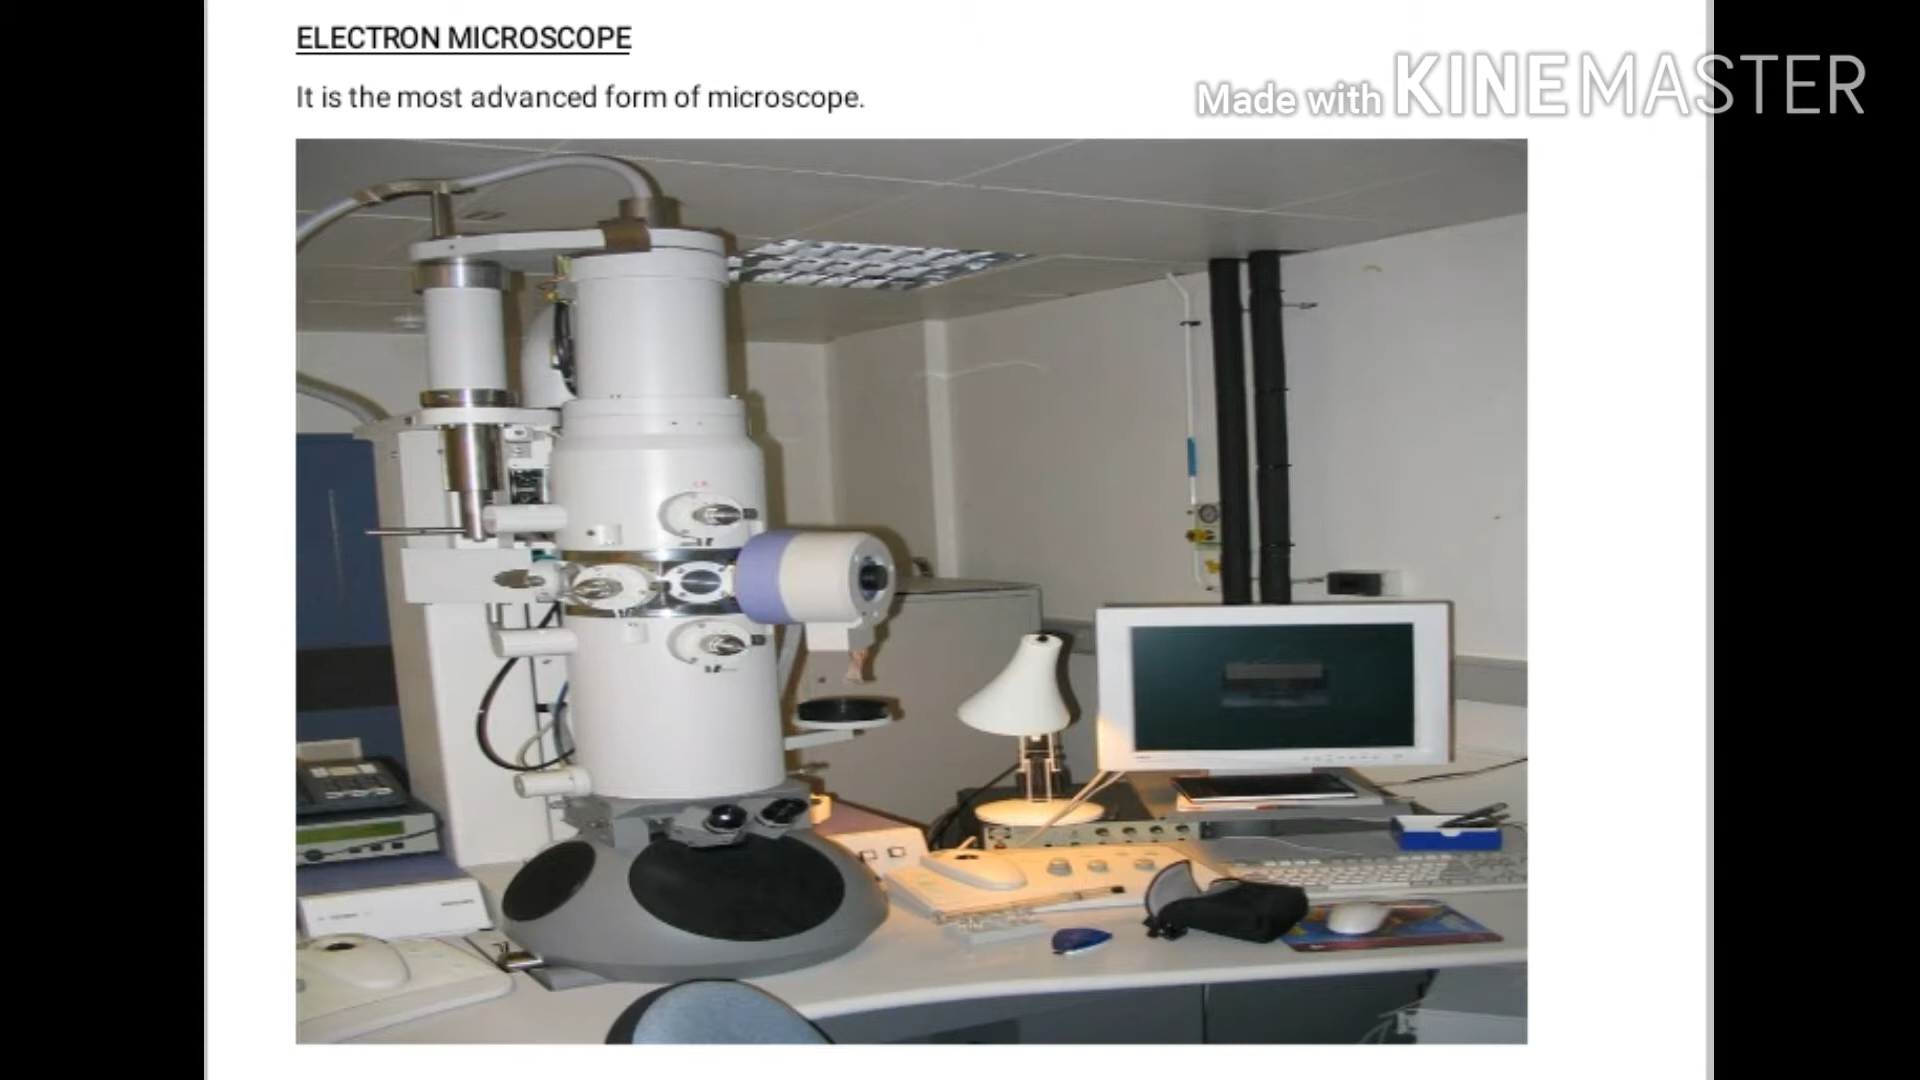 ELECTRON MICROSCOPE
It is the most advanced form of microscope.
Made with KINEMASTER